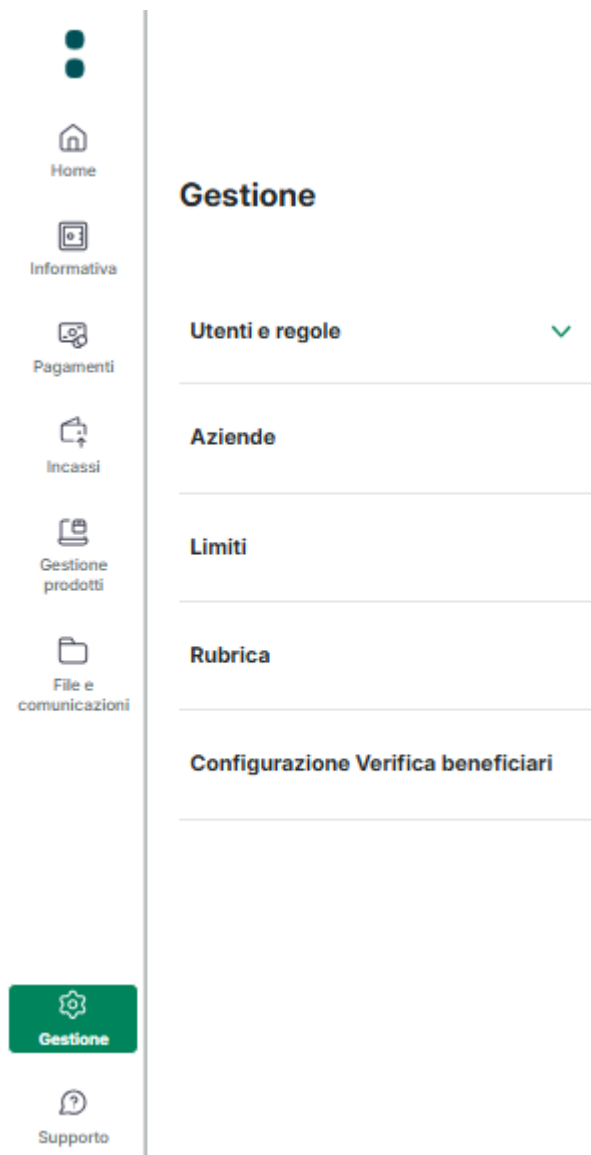 Home
Informativa
Pagamenti
Incassi
Gestione
prodotti
File e
comunicazioni
Gestione
Supporto
Gestione
Utenti e regole
Aziende
Limiti
Rubrica
Configurazione Verifica beneficiari